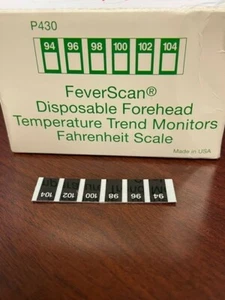 P430
94 96 98 100 102 104
FeverScan®
Disposable Forehead
Temperature Trend Monitors
Fahrenheit Scale
Made in USA
94 96 98 100 102 104